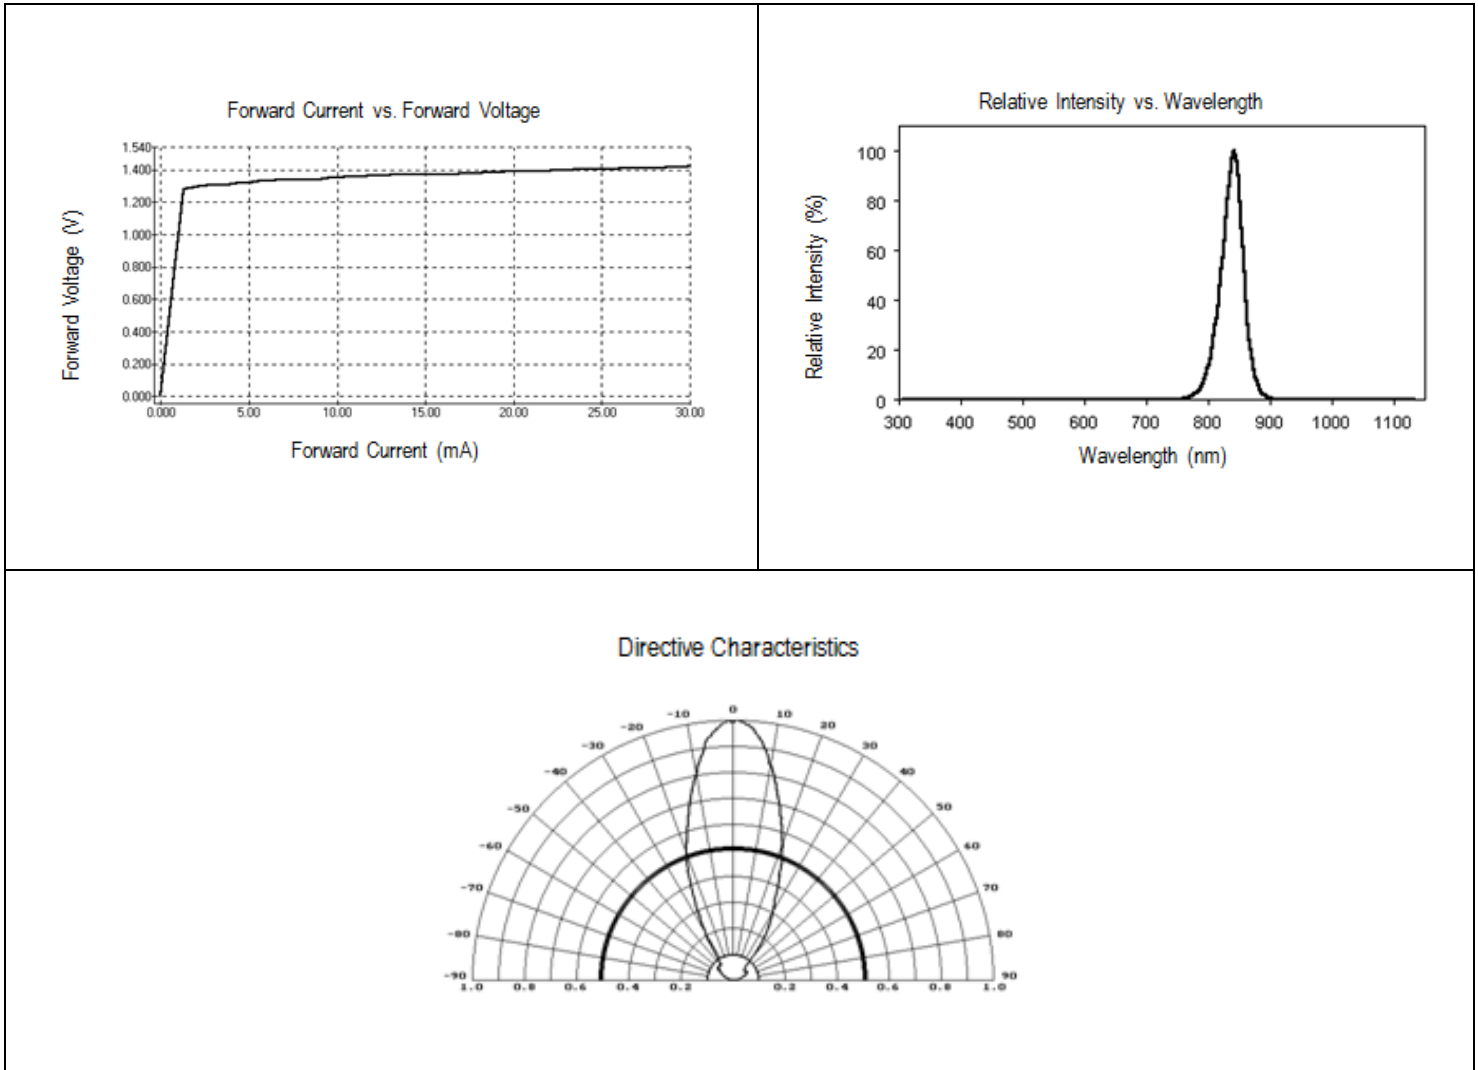 Forward Current vs. Forward Voltage
1.540
1.400
1.200
1.000
0.800
0.600
0.400
0.200
0.000
Forward Voltage (V)
0.000 5.00 10.00 15.00 20.00 25.00 30.00
Forward Current (mA)
Relative Intensity vs. Wavelength
100
80
60
40
20
0
Relative Intensity (%)
300 400 500 600 700 800 900 1000 1100
Wavelength (nm)
Directive Characteristics
-10 0 10
-20 20
-30 30
-40 40
-50 50
-60 60
-70 70
-80 80
-90 90
1.0 0.8 0.6 0.4 0.2 0.2 0.4 0.6 0.8 1.0